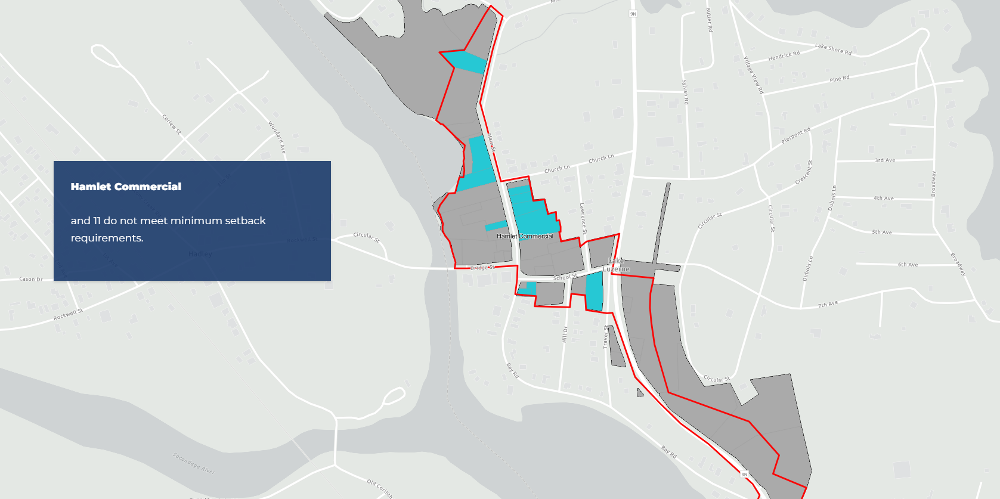 Hamlet Commercial
and 11 do not meet minimum setback
requirements.
9N
Butler Rd
Lake Shore Rd
Hendrick Rd
Village View Rd
Pine Rd
Sylvan Rd
Corlew St
Woodard Ave
Pierpont Rd
Main St
Church Ln
Church Ln
3rd Ave
Crescent St
Broadway
Dubois Ln
4th Ave
Circular St
Circular St
Lawrence St
5th Ave
Circular St
Hamlet Commercial
Hadley
Lake
Luzerne
Bridge St
School St
Dubois Ln
6th Ave
Broadway
Cason Dr
Rockwell St
7th Ave
Hill Dr
Traver St
Bay Rd
Circular St
Bay Rd
Sacandaga River
9N
Old Corinth